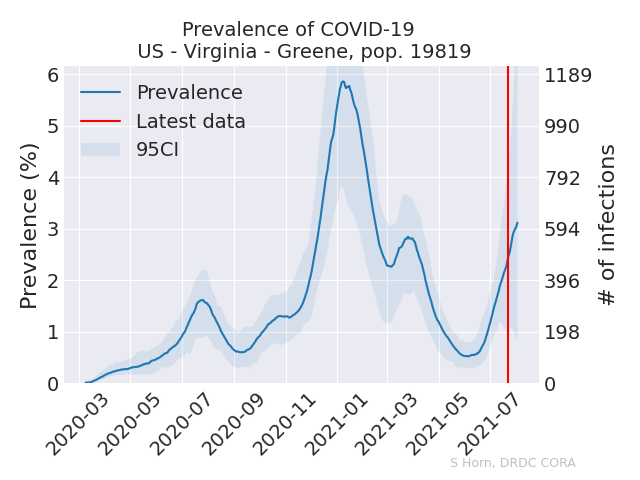 Prevalence of COVID-19
US - Virginia - Greene, pop. 19819
Prevalence
Latest data
95CI
Prevalence (%)
6
5
4
3
2
1
0
1189
990
792
594
396
198
0
# of infections
2020-03
2020-05
2020-07
2020-09
2020-11
2021-01
2021-03
2021-05
2021-07
S Horn, DRDC CORA